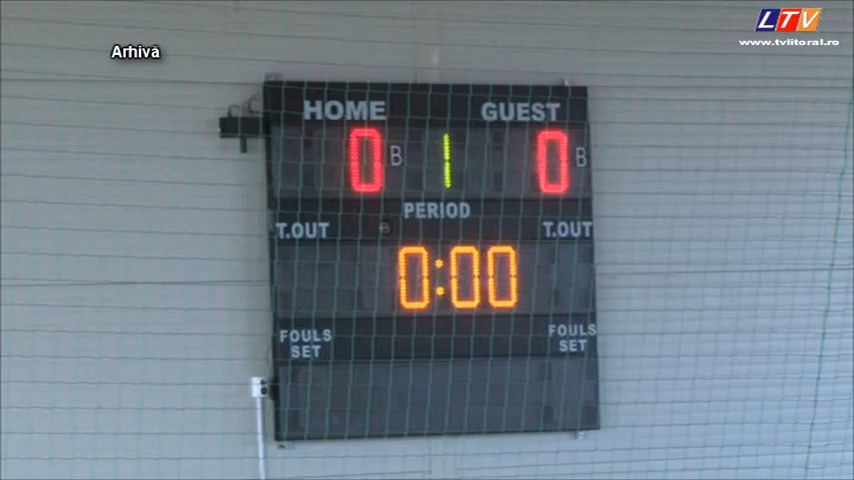 LTV
www.tvlitoral.ro
Arhivă
HOME GUEST
0 B 1 0 B
PERIOD
T.OUT T.OUT
0:00
FOULS SET FOULS SET